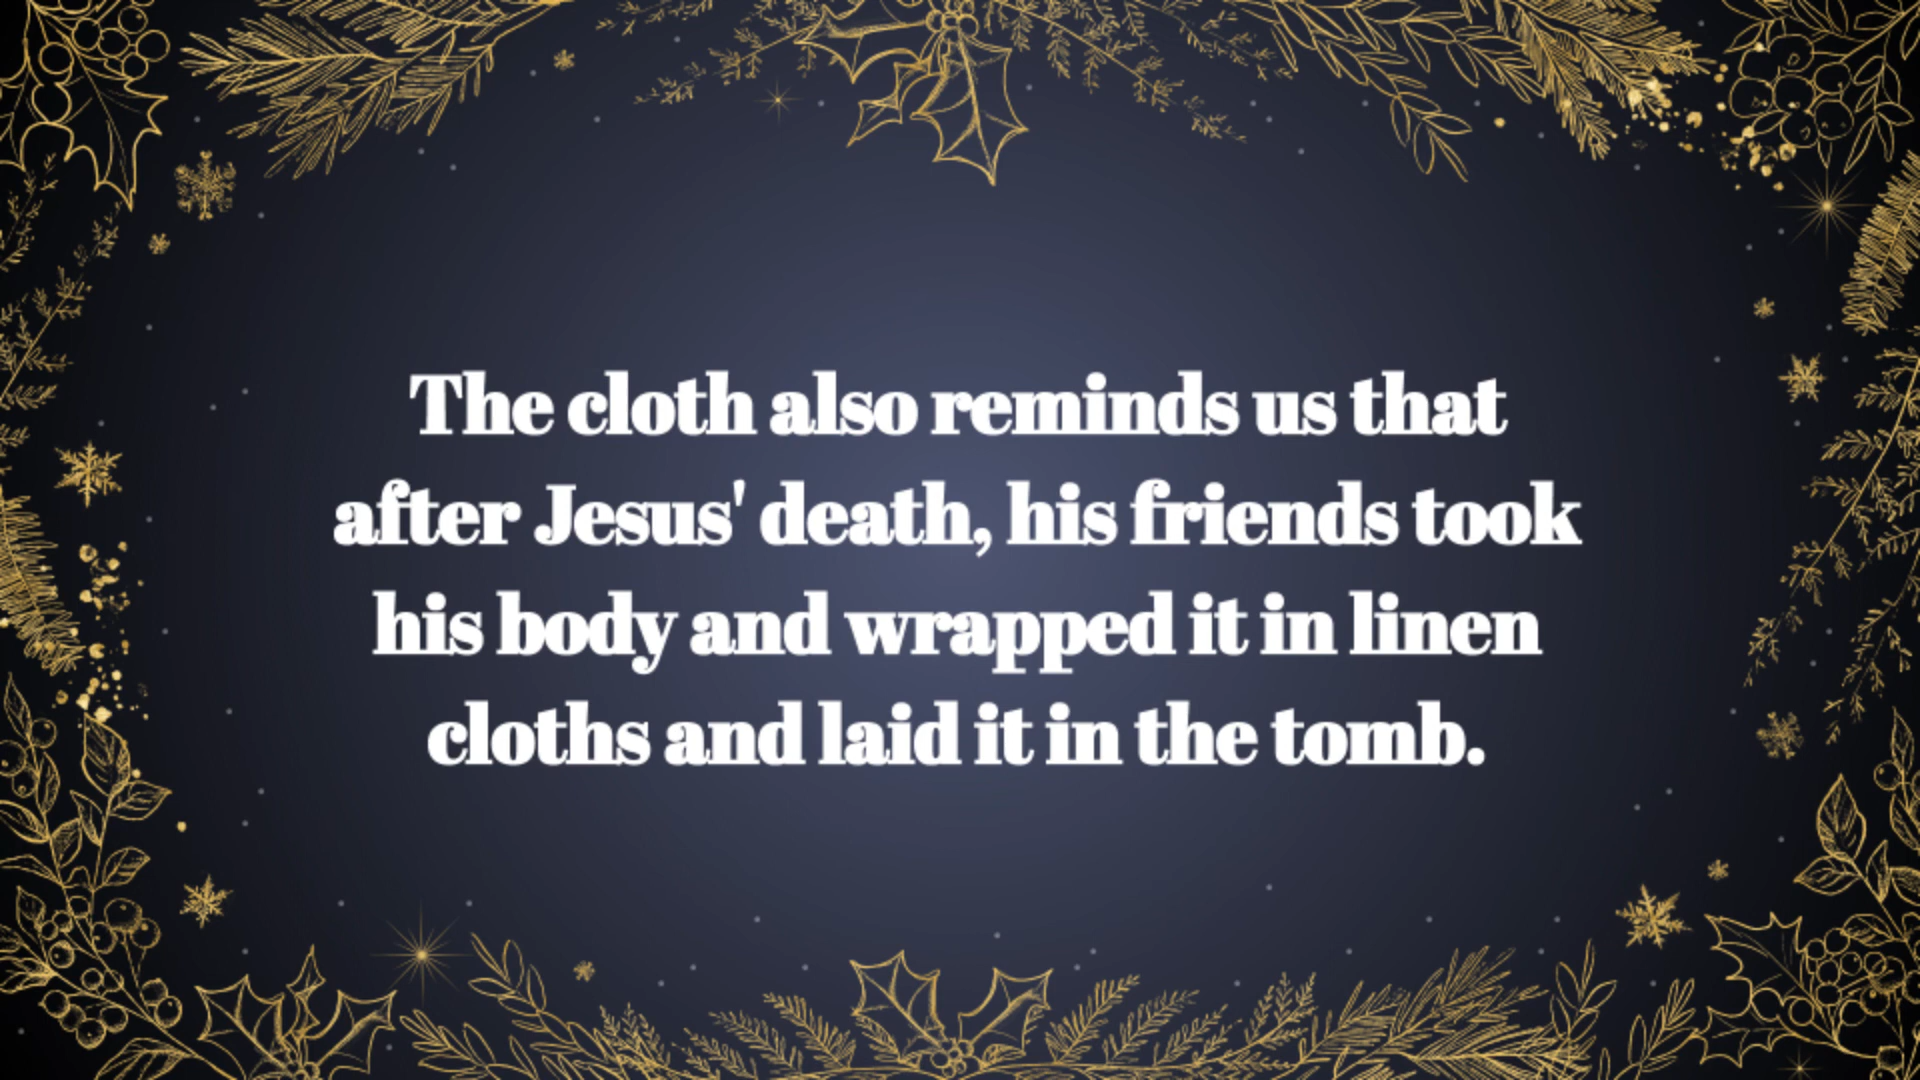 The cloth also reminds us that
after Jesus' death, his friends took
his body and wrapped it in linen
cloths and laid it in the tomb.